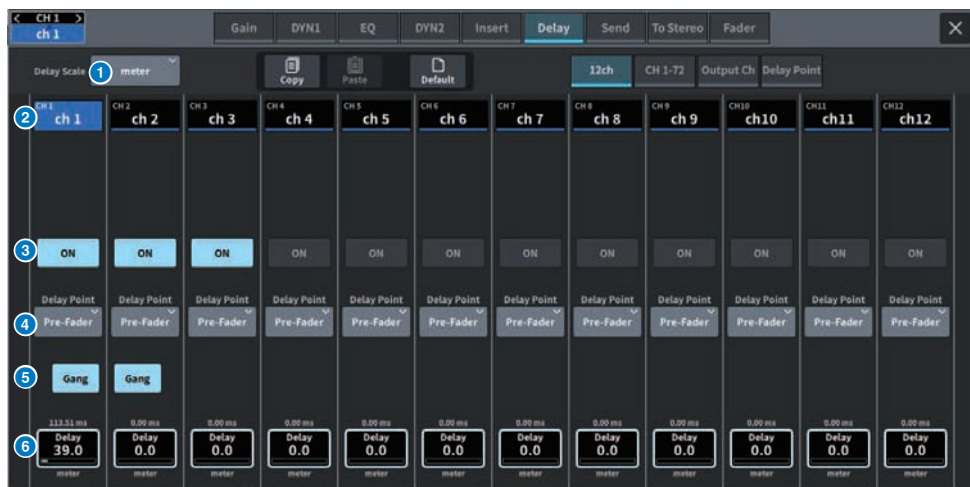 CH 1
ch 1
Gain DYN1 EQ DYN2 Insert Delay Send To Stereo Fader
Delay Scale 1 meter
Copy Paste Default
12ch CH 1-72 Output Ch Delay Point
2
CH 1 CH 2 CH 3 CH 4 CH 5 CH 6 CH 7 CH 8 CH 9 CH10 CH11 CH12
ch 1 ch 2 ch 3 ch 4 ch 5 ch 6 ch 7 ch 8 ch 9 ch10 ch11 ch12
3 ON ON ON ON ON ON ON ON ON ON ON ON
Delay Point Delay Point Delay Point Delay Point Delay Point Delay Point Delay Point Delay Point Delay Point Delay Point Delay Point Delay Point
4 Pre-Fader Pre-Fader Pre-Fader Pre-Fader Pre-Fader Pre-Fader Pre-Fader Pre-Fader Pre-Fader Pre-Fader Pre-Fader Pre-Fader
5 Gang Gang
113.51 ms 0.00 ms 0.00 ms 0.00 ms 0.00 ms 0.00 ms 0.00 ms 0.00 ms 0.00 ms 0.00 ms 0.00 ms 0.00 ms
6 Delay Delay Delay Delay Delay Delay Delay Delay Delay Delay Delay Delay
39.0 0.0 0.0 0.0 0.0 0.0 0.0 0.0 0.0 0.0 0.0 0.0
meter meter meter meter meter meter meter meter meter meter meter meter